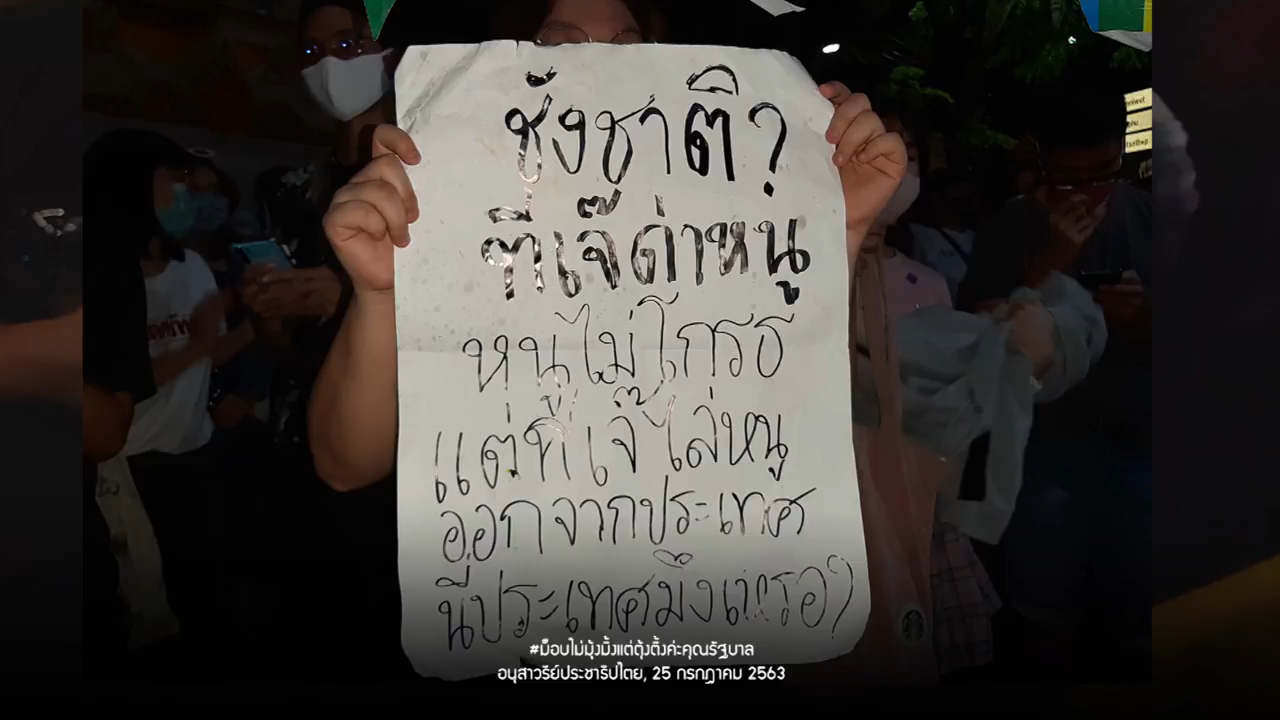 ชังชาติ?
ที่เจ๊ด่าหนู
หนูไม่โกรธ
แต่ที่เจ๊ไล่หนู
ออกจากประเทศ
นี่ประเทศมึงเหรอ?
#ม็อบไม่มุ้งมิ้งแต่ตุ้งติ้งค่ะคุณรัฐบาล
อนุสาวรีย์ประชาธิปไตย, 25 กรกฎาคม 2563